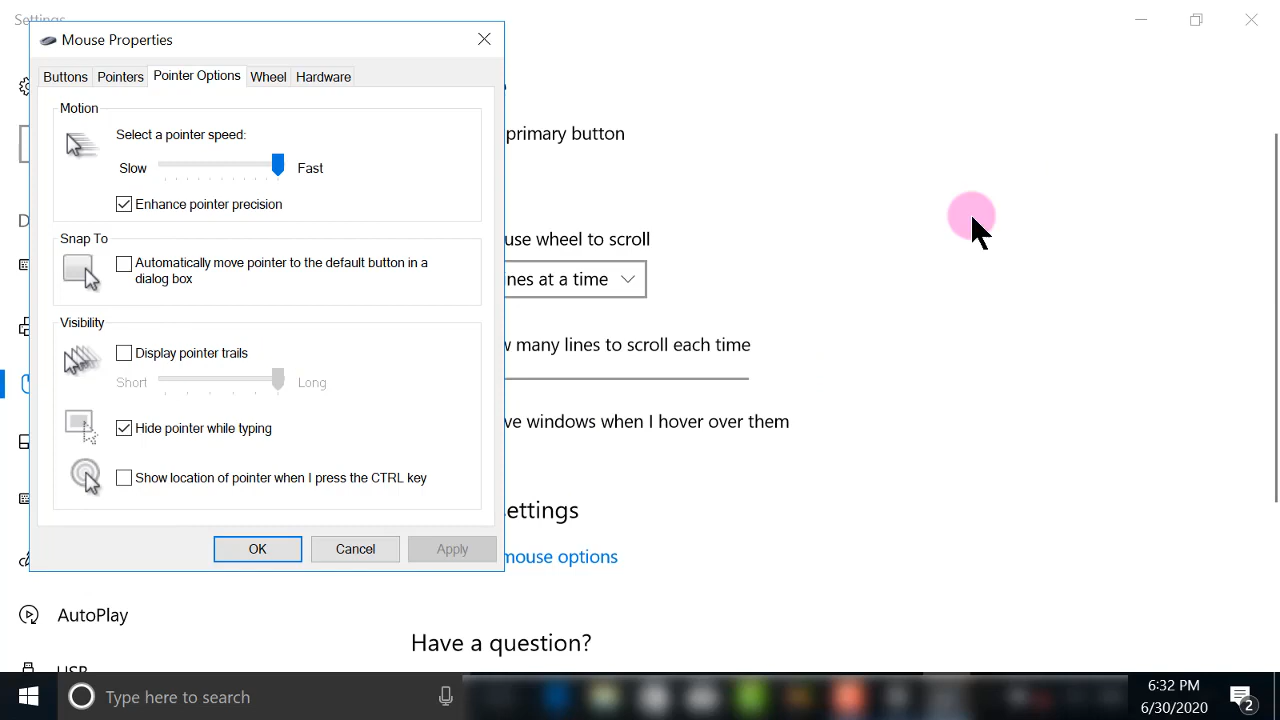 Settings
Mouse Properties
Buttons
Pointers
Pointer Options
Wheel
Hardware
Motion
Select a pointer speed:
Slow
Fast
Enhance pointer precision
Snap To
Automatically move pointer to the default button in a
dialog box
Visibility
Display pointer trails
Short
Long
Hide pointer while typing
Show location of pointer when I press the CTRL key
OK
Cancel
Apply
primary button
use wheel to scroll
nes at a time
many lines to scroll each time
ve windows when I hover over them
ettings
mouse options
AutoPlay
Have a question?
USB
Type here to search
6:32 PM
6/30/2020
2